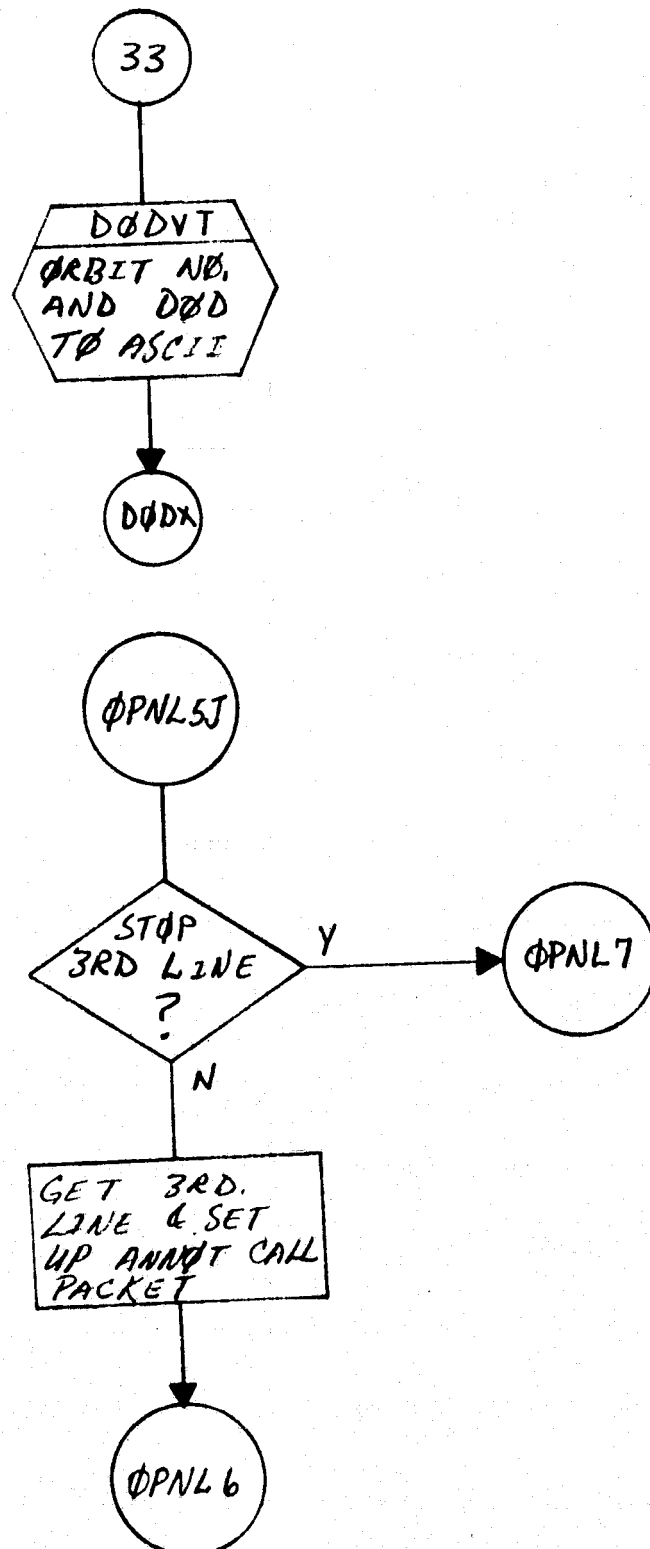 33
DØDVT
ØRBIT NØ.
AND DØD
TØ ASCII
DØDX
ØPNL5J
STØP
3RD LINE
?
Y
ØPNL7
N
GET 3RD.
LINE & SET
UP ANNØT CALL
PACKET
ØPNL6